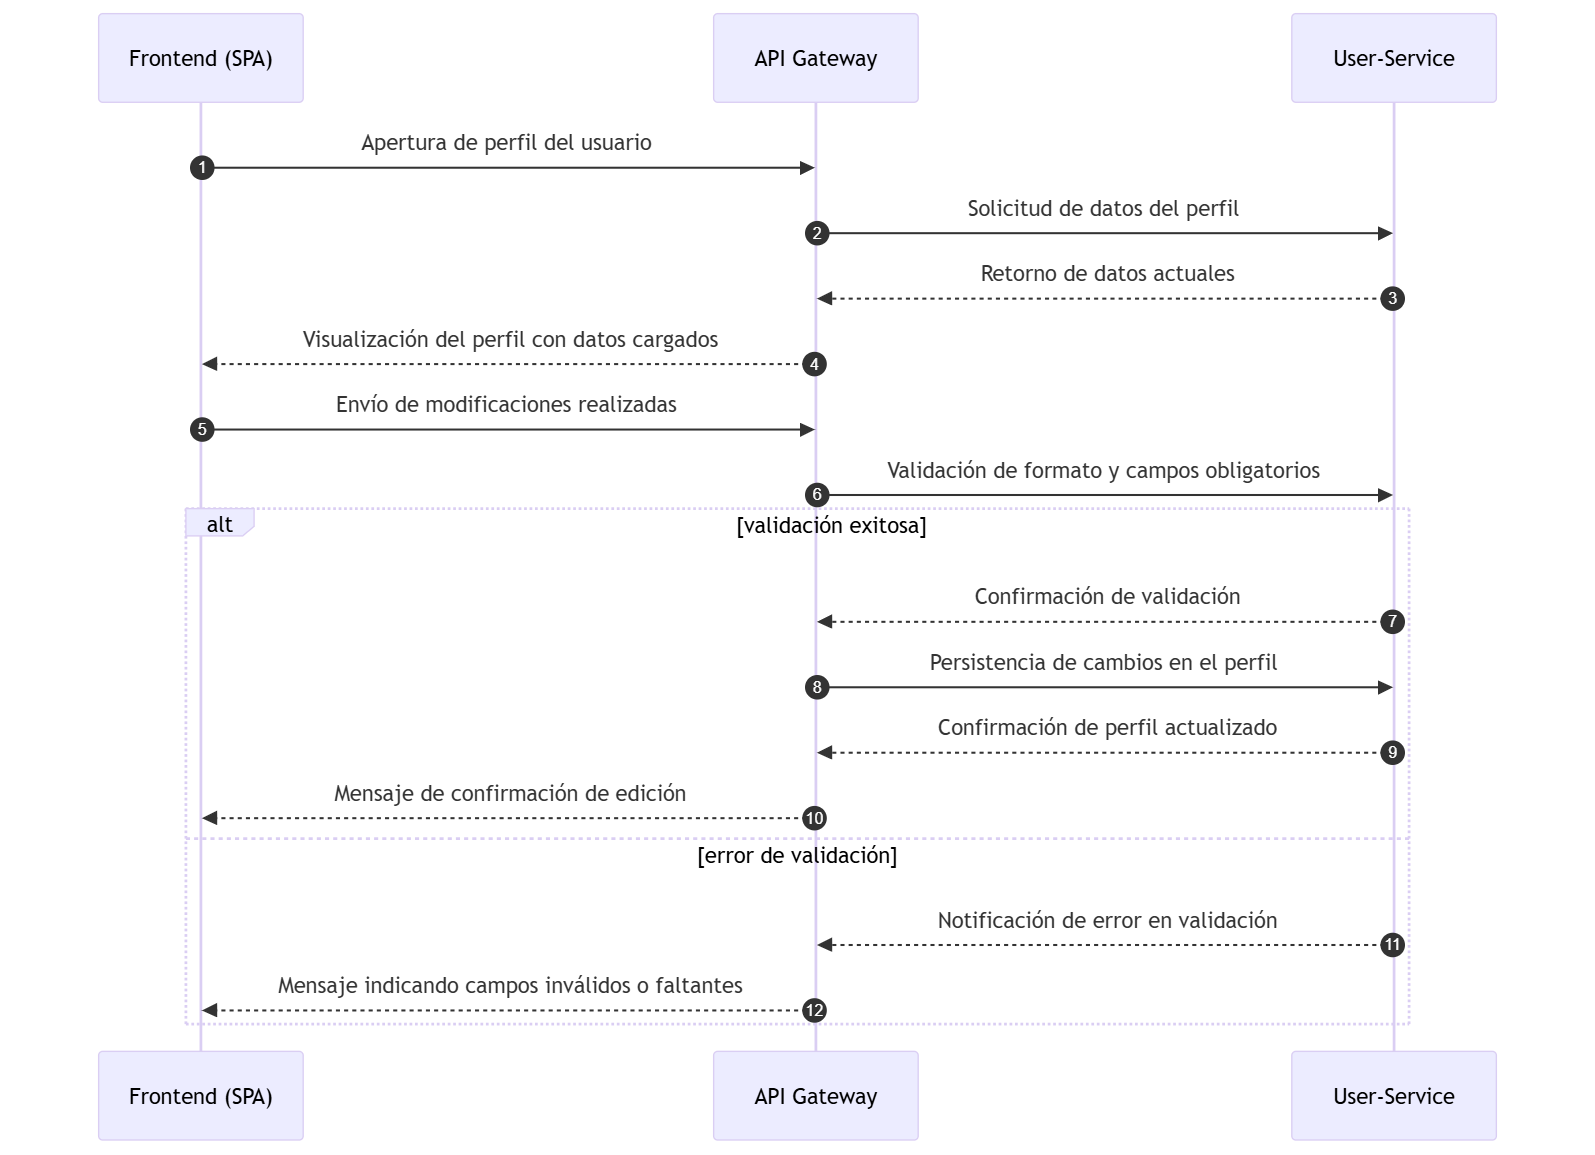 Frontend (SPA)
API Gateway
User-Service
Apertura de perfil del usuario
1
Solicitud de datos del perfil
2
Retorno de datos actuales
3
Visualización del perfil con datos cargados
4
Envío de modificaciones realizadas
5
Validación de formato y campos obligatorios
6
alt
[validación exitosa]
Confirmación de validación
7
Persistencia de cambios en el perfil
8
Confirmación de perfil actualizado
9
Mensaje de confirmación de edición
10
[error de validación]
Notificación de error en validación
11
Mensaje indicando campos inválidos o faltantes
12
Frontend (SPA)
API Gateway
User-Service